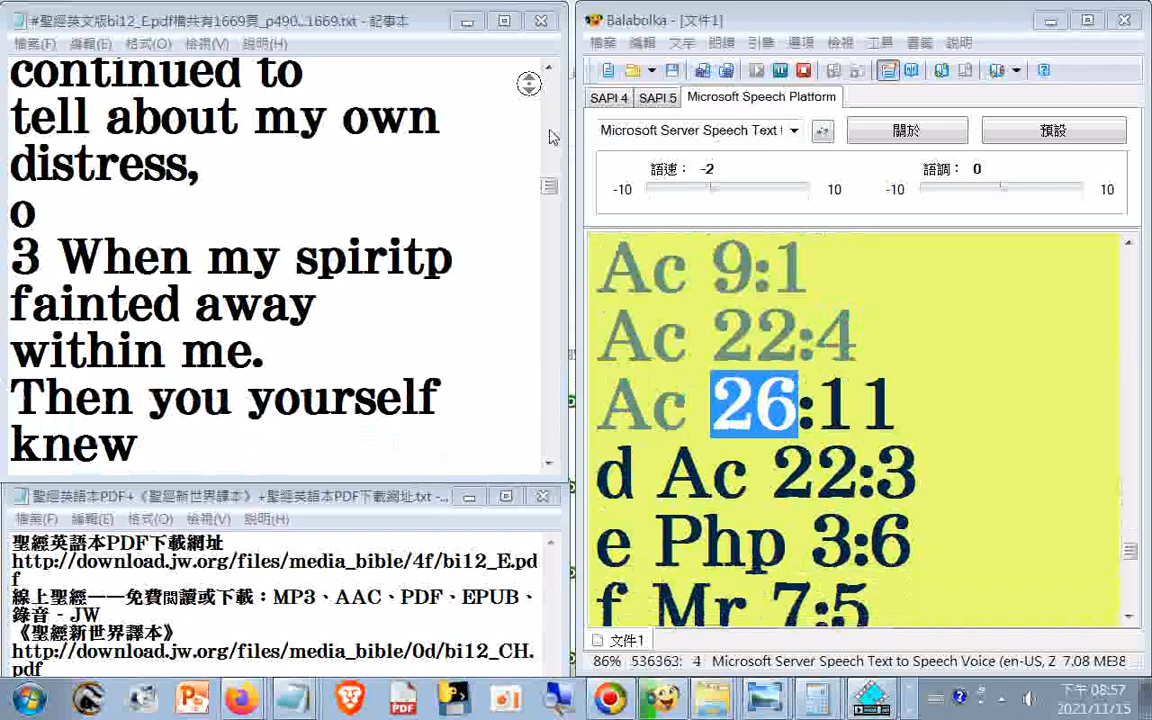 #聖經英文版bi12_E.pdf橫共有1669頁_p490...1669.txt - 記事本
檔案(F) 編輯(E) 格式(O) 檢視(V) 說明(H)
continued to
tell about my own
distress,
o
3 When my spiritp
fainted away
within me.
Then you yourself
knew
聖經英語本PDF+《聖經新世界譯本》+聖經英語本PDF下載網址.txt -...
檔案(F) 編輯(E) 格式(O) 檢視(V) 說明(H)
聖經英語本PDF下載網址
http://download.jw.org/files/media_bible/4f/bi12_E.pd
f
線上聖經——免費閱讀或下載：MP3、AAC、PDF、EPUB、
錄音 - JW
《聖經新世界譯本》
http://download.jw.org/files/media_bible/0d/bi12_CH.
pdf
Balabolka - [文件1]
檔案 編輯 文字 朗讀 引擎 選項 檢視 工具 書籤 說明
SAPI 4 SAPI 5 Microsoft Speech Platform
Microsoft Server Speech Text 關於 預設
語速： -2 語調： 0
-10 10 -10 10
Ac 9:1
Ac 22:4
Ac 26:11
d Ac 22:3
e Php 3:6
f Mr 7:5
文件1
86% 536363: 4 Microsoft Server Speech Text to Speech Voice (en-US, Z 7.08 ME38
下午 08:57
2021/11/15